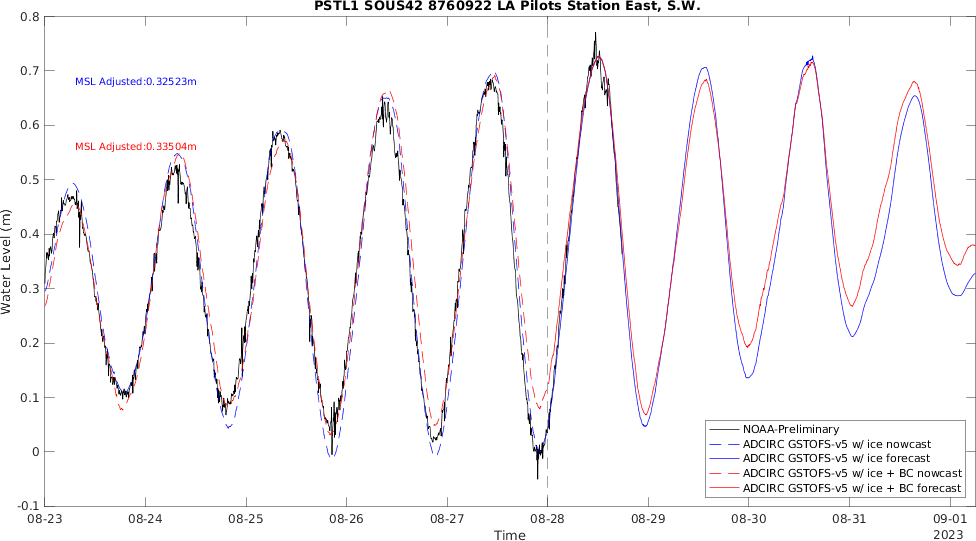 PSTL1 SOUS42 8760922 LA Pilots Station East, S.W.
0.8
0.7
0.6
0.5
0.4
0.3
0.2
0.1
0
-0.1
Water Level (m)
MSL Adjusted:0.32523m
MSL Adjusted:0.33504m
NOAA-Preliminary
ADCIRC GSTOFS-v5 w/ ice nowcast
ADCIRC GSTOFS-v5 w/ ice forecast
ADCIRC GSTOFS-v5 w/ ice + BC nowcast
ADCIRC GSTOFS-v5 w/ ice + BC forecast
08-23 08-24 08-25 08-26 08-27 08-28 08-29 08-30 08-31 09-01
2023
Time